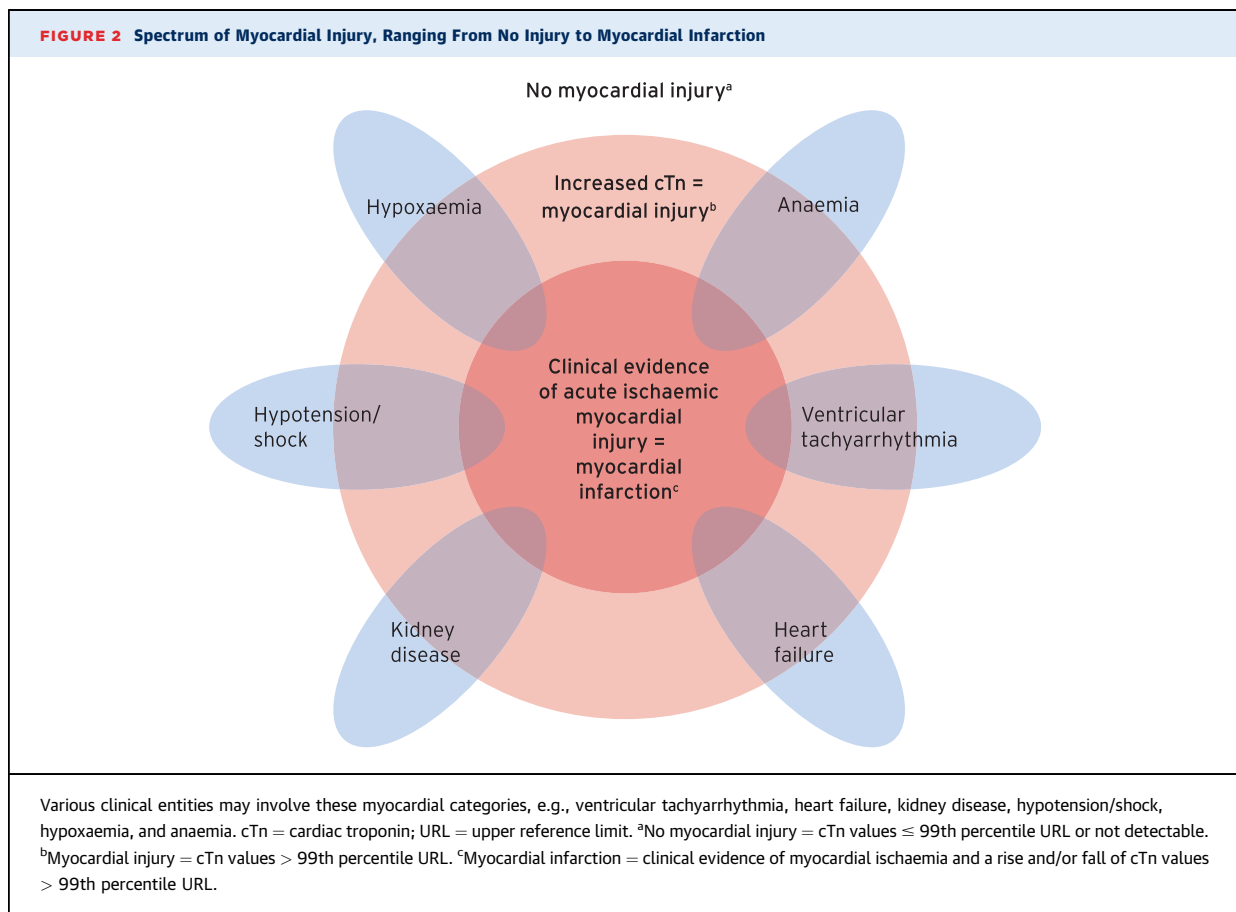 FIGURE 2 Spectrum of Myocardial Injury, Ranging From No Injury to Myocardial Infarction
No myocardial injuryᵃ
Increased cTn =
myocardial injuryᵇ
Hypoxaemia
Anaemia
Clinical evidence
of acute ischaemic
myocardial
injury =
myocardial
infarctionᶜ
Hypotension/
shock
Ventricular
tachyarrhythmia
Kidney
disease
Heart
failure
Various clinical entities may involve these myocardial categories, e.g., ventricular tachyarrhythmia, heart failure, kidney disease, hypotension/shock,
hypoxaemia, and anaemia. cTn = cardiac troponin; URL = upper reference limit. ᵃNo myocardial injury = cTn values ≤ 99th percentile URL or not detectable.
ᵇMyocardial injury = cTn values > 99th percentile URL. ᶜMyocardial infarction = clinical evidence of myocardial ischaemia and a rise and/or fall of cTn values
> 99th percentile URL.